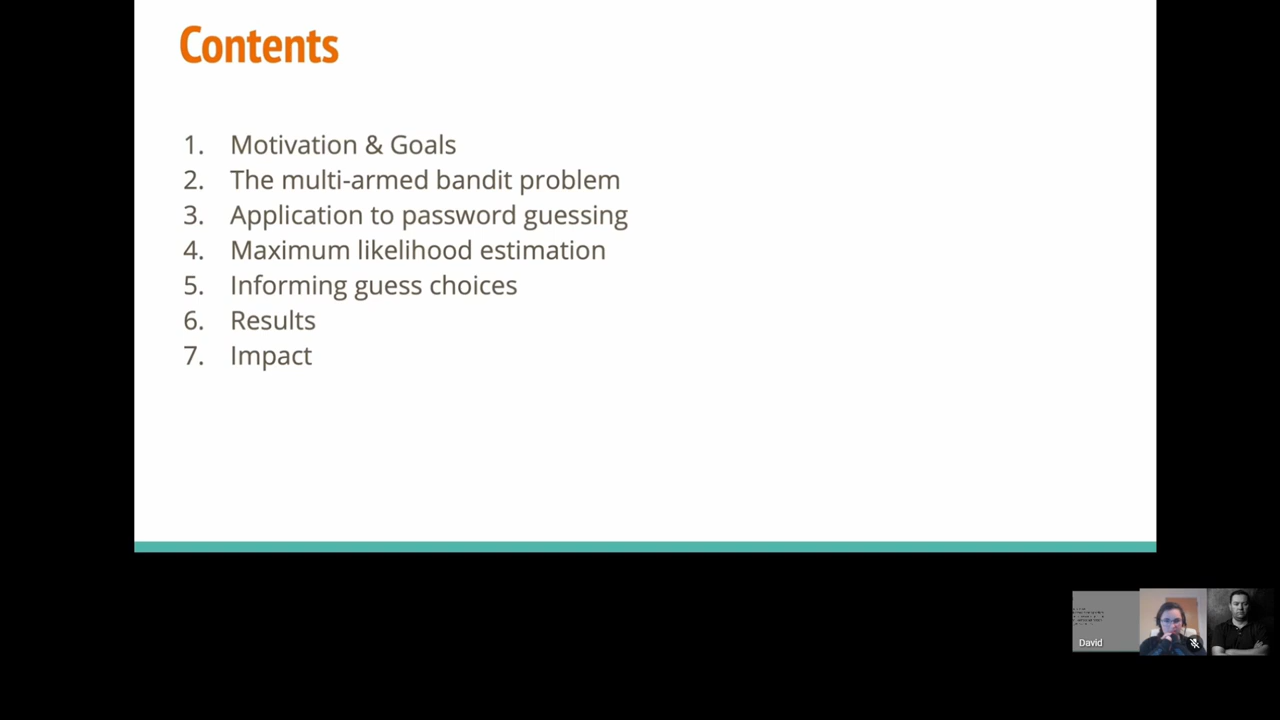 Contents
1. Motivation & Goals
2. The multi-armed bandit problem
3. Application to password guessing
4. Maximum likelihood estimation
5. Informing guess choices
6. Results
7. Impact
David